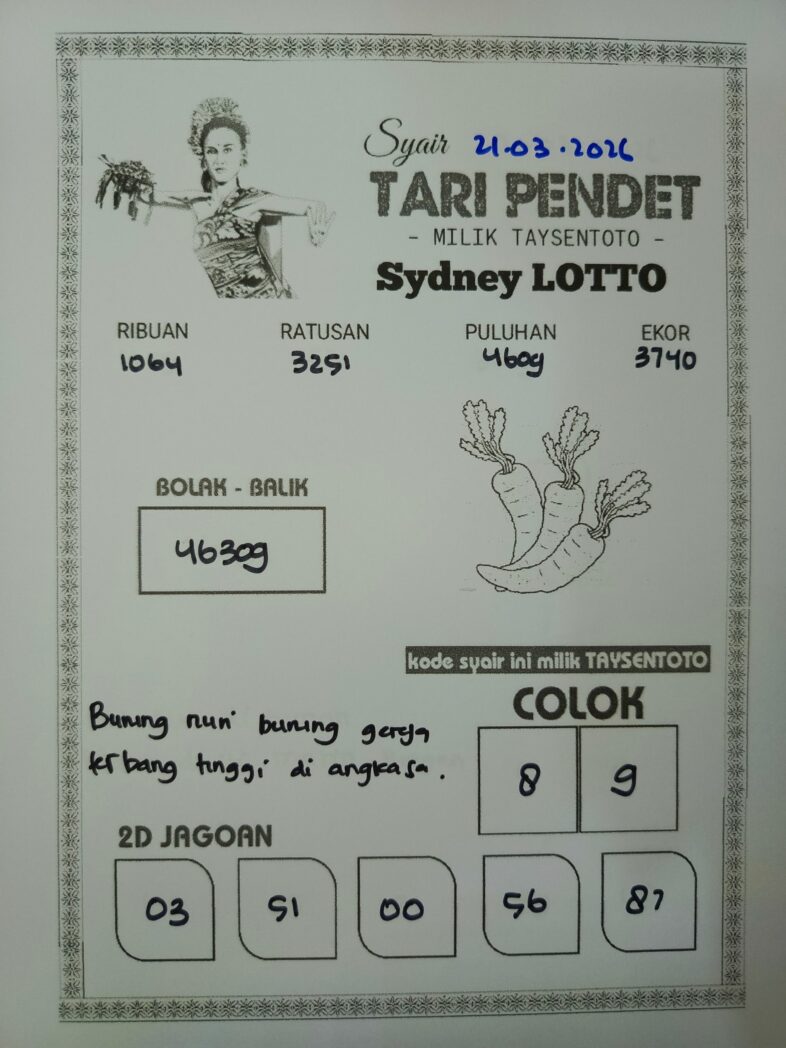 Syair 21.03.2026
TARI PENDET
- MILIK TAYSENTOTO -
Sydney LOTTO
RIBUAN RATUSAN PULUHAN EKOR
1064 3251 4609 3740
BOLAK - BALIK
46309
kode syair ini milik TAYSENTOTO
COLOK
8 9
Burung nuri burung gereja
terbang tinggi di angkasa.
2D JAGOAN
03 51 00 56 87